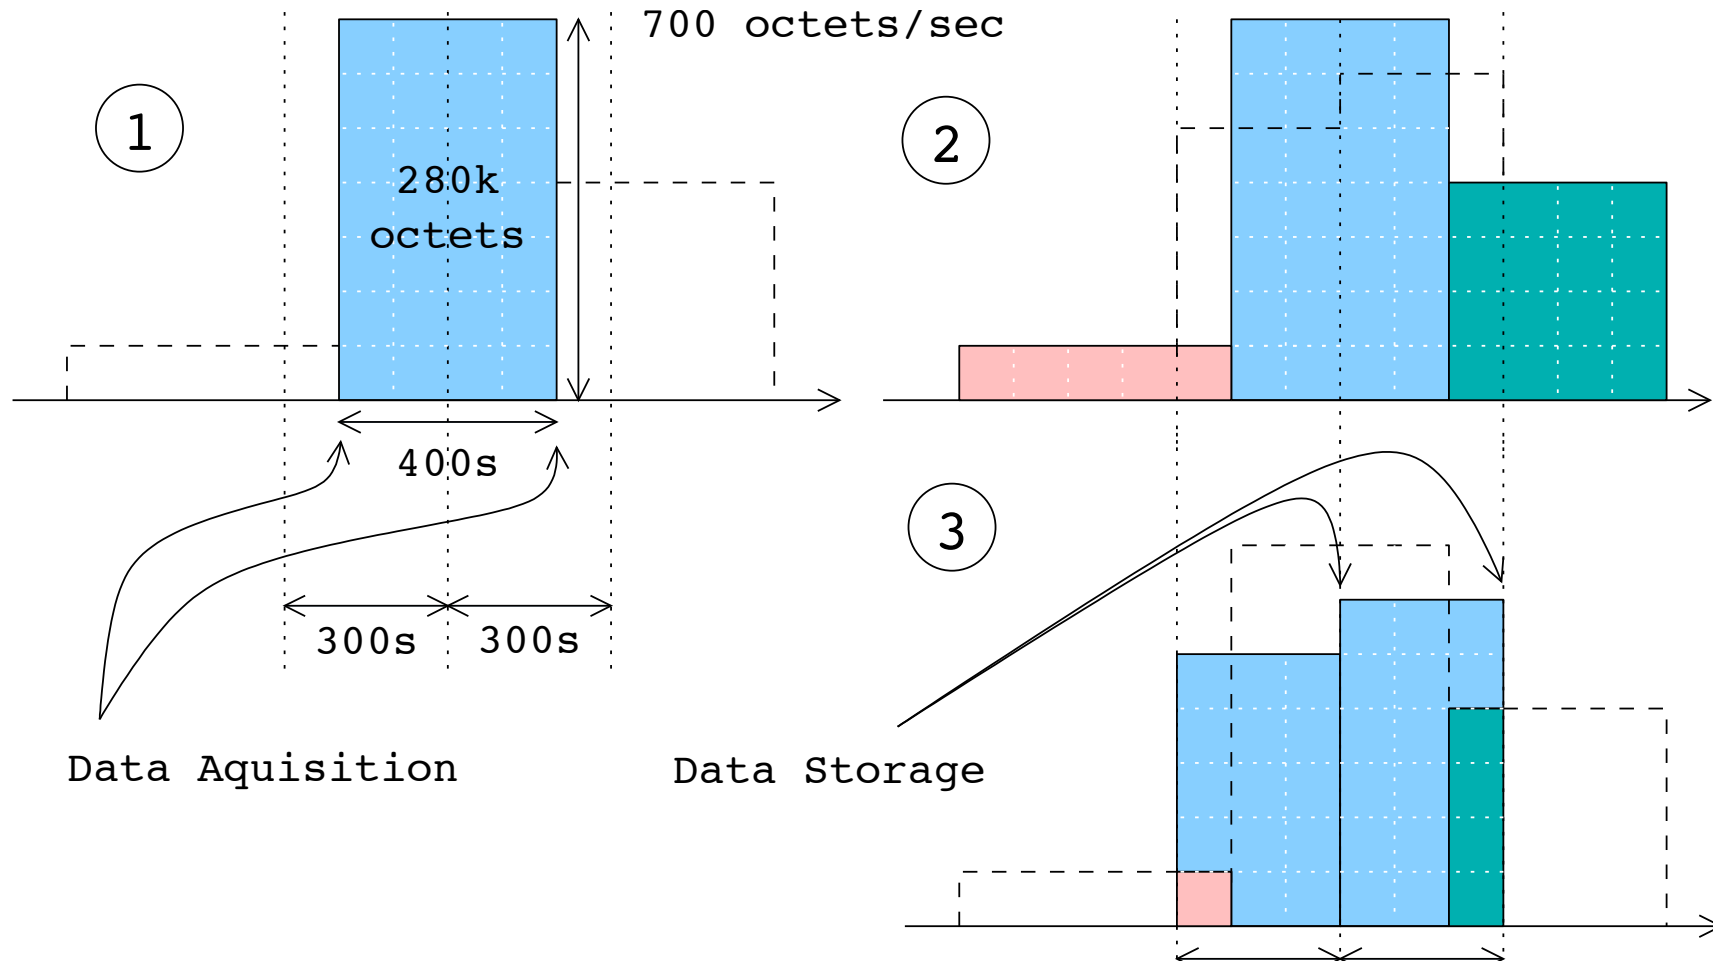 700 octets/sec
1
280k
octets
400s
300s
300s
Data Aquisition
2
3
Data Storage